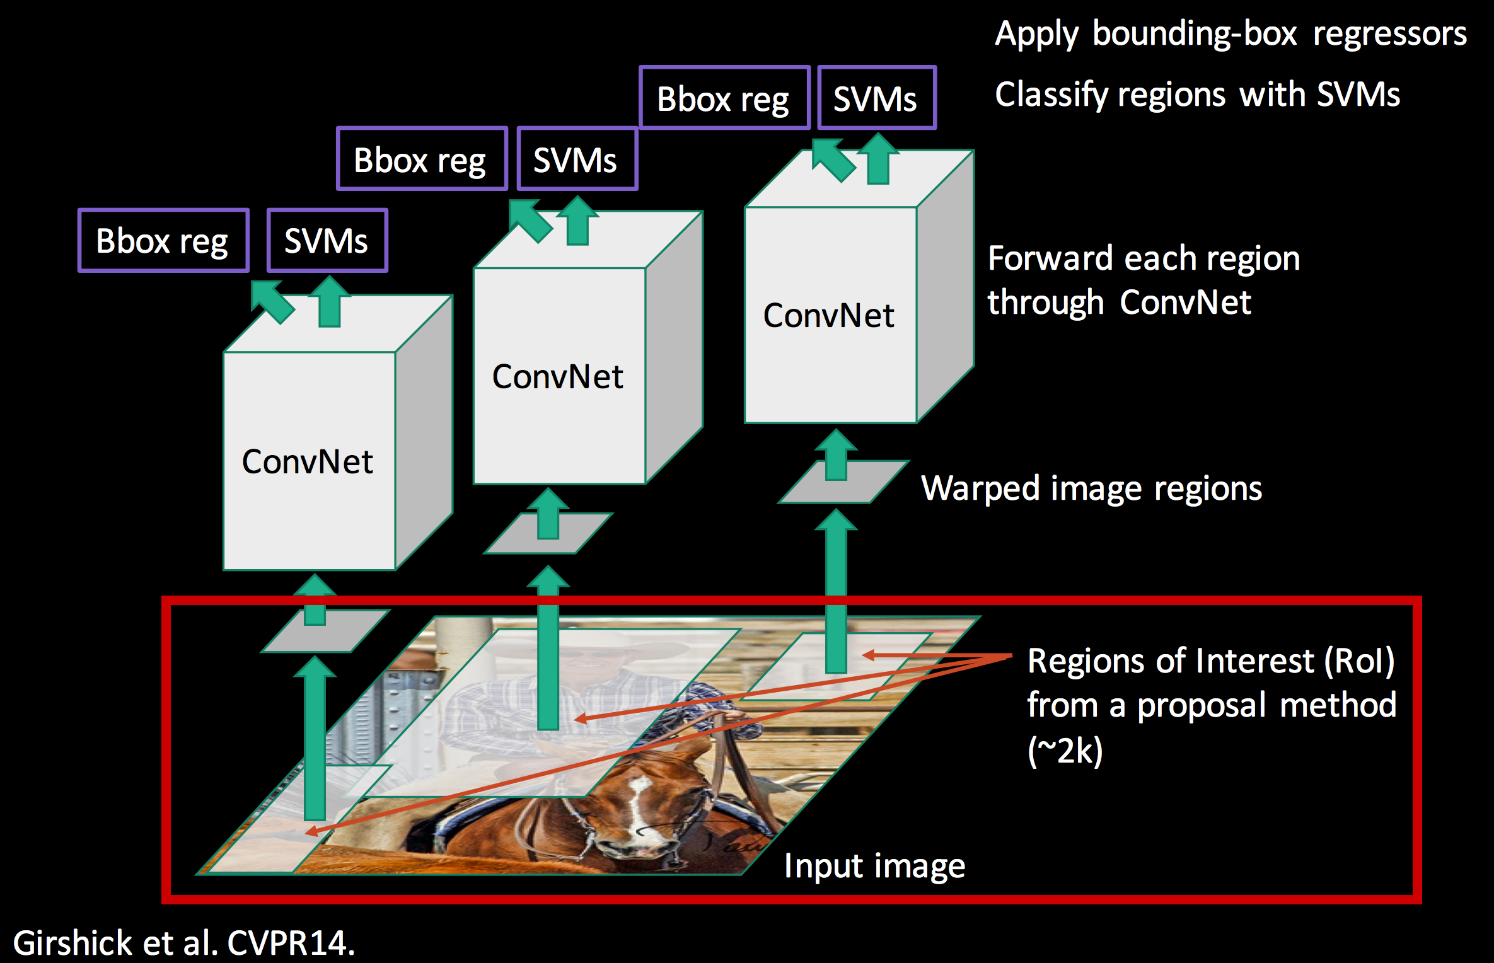 Apply bounding-box regressors
Classify regions with SVMs
Bbox reg
SVMs
Bbox reg
SVMs
Bbox reg
SVMs
Forward each region
through ConvNet
ConvNet
ConvNet
ConvNet
Warped image regions
Regions of Interest (RoI)
from a proposal method
(~2k)
Input image
Girshick et al. CVPR14.